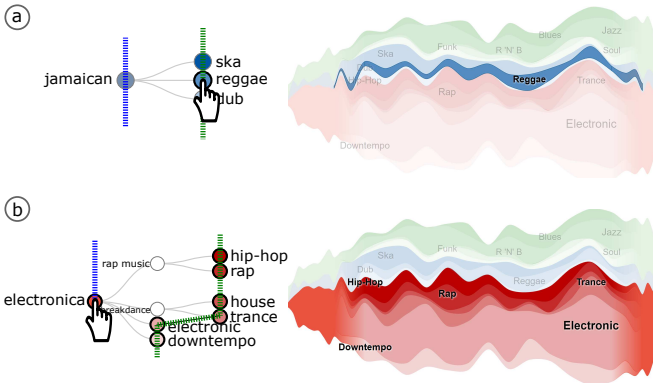 a
jamaican
ska
reggae
dub
Jazz
Blues
Funk
R 'N' B
Soul
Ska
Dub
Hip-Hop
Reggae
Trance
Rap
Electronic
Downtempo
b
rap music
hip-hop
rap
electronica
breakdance
house
trance
electronic
downtempo
Jazz
Blues
Funk
R 'N' B
Soul
Ska
Dub
Hip-Hop
Reggae
Trance
Rap
Electronic
Downtempo